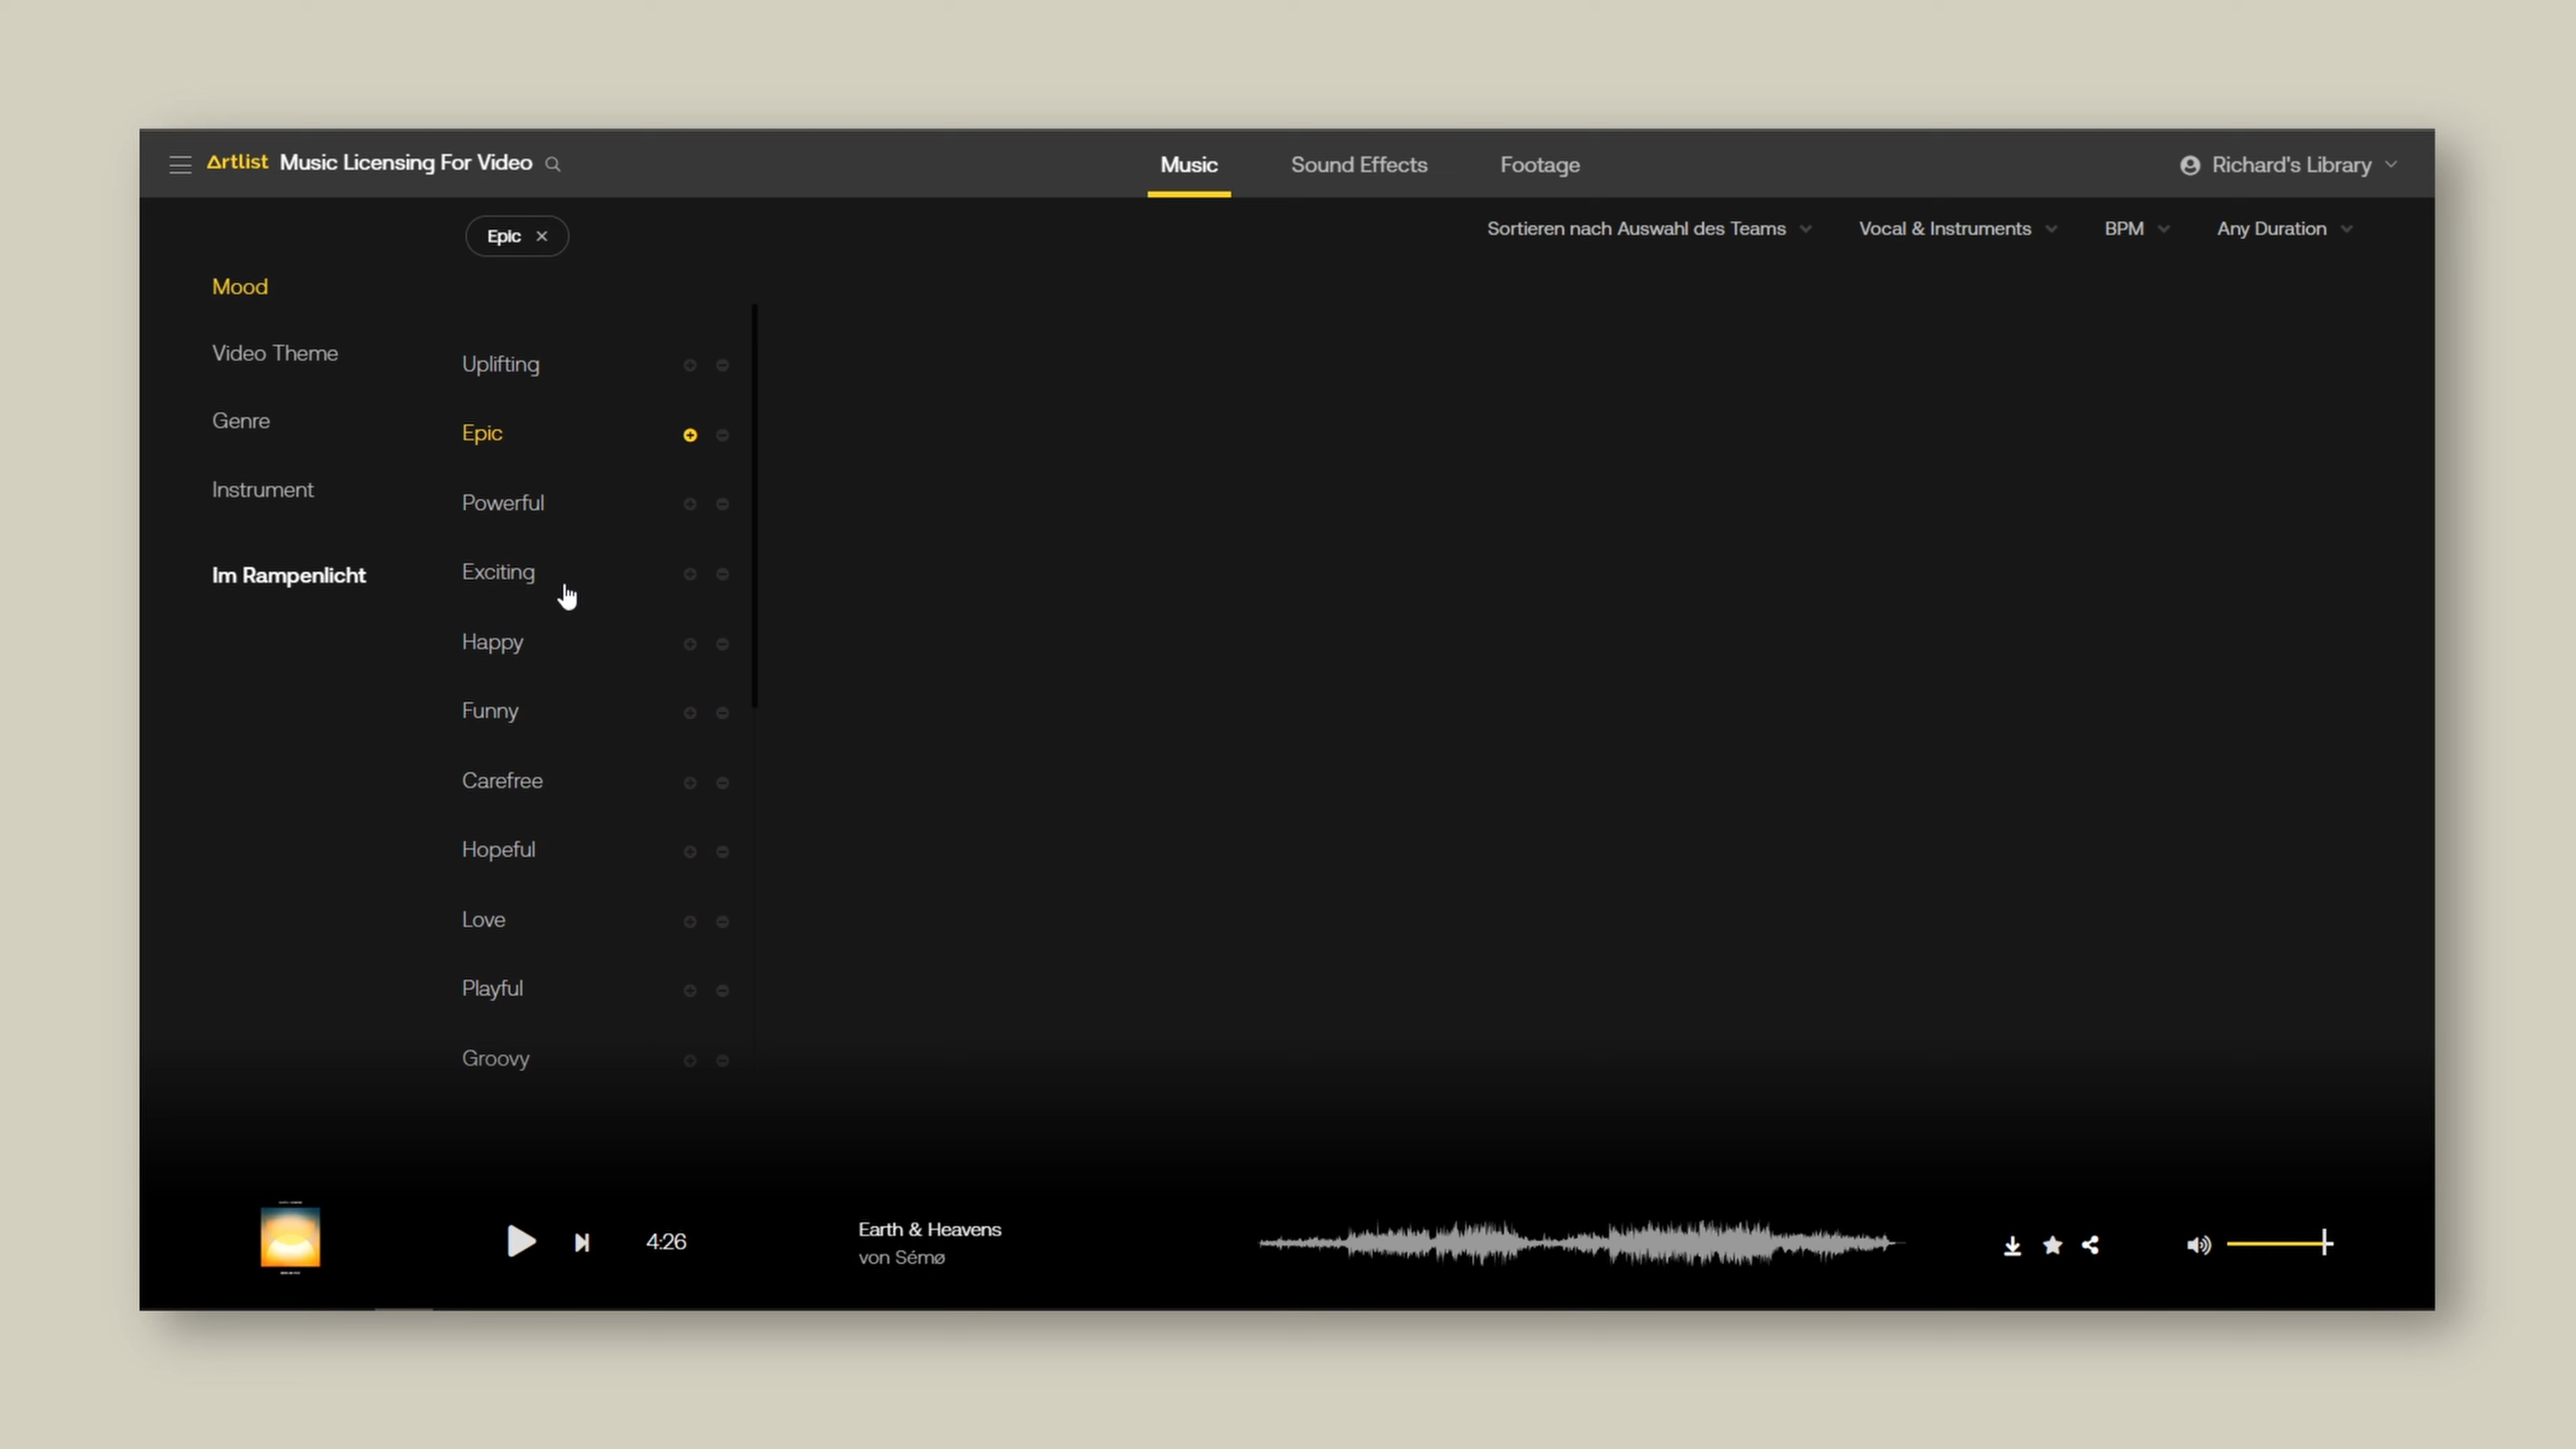 Artlist Music Licensing For Video
Music
Sound Effects
Footage
Richard's Library
Epic
Sortieren nach Auswahl des Teams
Vocal & Instruments
BPM
Any Duration
Mood
Video Theme
Genre
Instrument
Im Rampenlicht
Uplifting
Epic
Powerful
Exciting
Happy
Funny
Carefree
Hopeful
Love
Playful
Groovy
4:26
Earth & Heavens
von Sémø